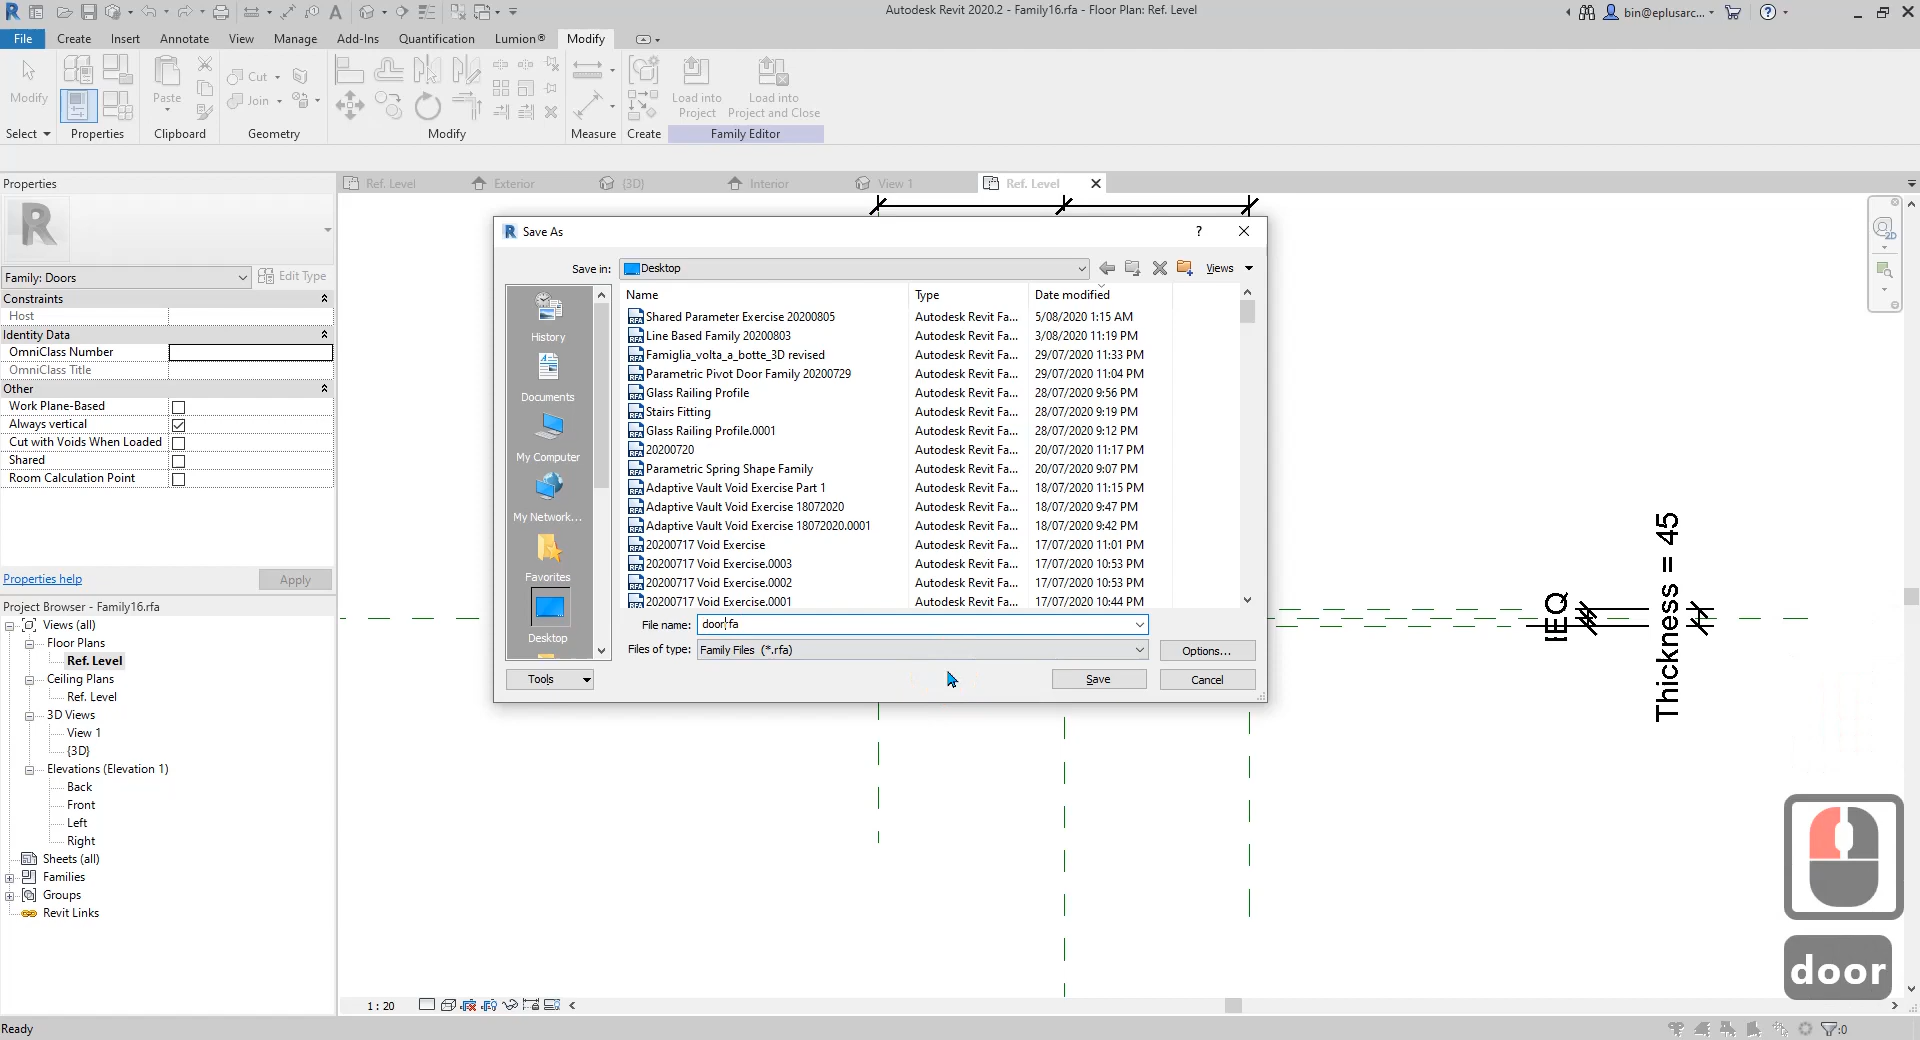 Autodesk Revit 2020.2 - Family16.rfa - Floor Plan: Ref. Level
bin@eplusarc...
File Create Insert Annotate View Manage Add-Ins Quantification Lumion® Modify
Modify
Paste
Cut
Join
Load into
Project
Load into
Project and Close
Select Properties Clipboard Geometry Modify Measure Create Family Editor
Properties
Family: Doors
Edit Type
Constraints
Host
Identity Data
OmniClass Number
OmniClass Title
Other
Work Plane-Based
Always vertical
Cut with Voids When Loaded
Shared
Room Calculation Point
Properties help
Apply
Project Browser - Family16.rfa
Views (all)
Floor Plans
Ref. Level
Ceiling Plans
Ref. Level
3D Views
View 1
{3D}
Elevations (Elevation 1)
Back
Front
Left
Right
Sheets (all)
Families
Groups
Revit Links
Ref. Level Exterior {3D} Interior View 1 Ref. Level
Save As
?
Save in: Desktop
Views
History
Documents
My Computer
My Network...
Favorites
Desktop
Name Type Date modified
Shared Parameter Exercise 20200805 Autodesk Revit Fa... 5/08/2020 1:15 AM
Line Based Family 20200803 Autodesk Revit Fa... 3/08/2020 11:19 PM
Famiglia_volta_a_botte_3D revised Autodesk Revit Fa... 29/07/2020 11:33 PM
Parametric Pivot Door Family 20200729 Autodesk Revit Fa... 29/07/2020 11:04 PM
Glass Railing Profile Autodesk Revit Fa... 28/07/2020 9:56 PM
Stairs Fitting Autodesk Revit Fa... 28/07/2020 9:19 PM
Glass Railing Profile.0001 Autodesk Revit Fa... 28/07/2020 9:12 PM
20200720 Autodesk Revit Fa... 20/07/2020 11:17 PM
Parametric Spring Shape Family Autodesk Revit Fa... 20/07/2020 9:07 PM
Adaptive Vault Void Exercise Part 1 Autodesk Revit Fa... 18/07/2020 11:15 PM
Adaptive Vault Void Exercise 18072020 Autodesk Revit Fa... 18/07/2020 9:47 PM
Adaptive Vault Void Exercise 18072020.0001 Autodesk Revit Fa... 18/07/2020 9:42 PM
20200717 Void Exercise Autodesk Revit Fa... 17/07/2020 11:01 PM
20200717 Void Exercise.0003 Autodesk Revit Fa... 17/07/2020 10:53 PM
20200717 Void Exercise.0002 Autodesk Revit Fa... 17/07/2020 10:53 PM
20200717 Void Exercise.0001 Autodesk Revit Fa... 17/07/2020 10:44 PM
File name: door.rfa
Files of type: Family Files (*.rfa)
Options...
Tools
Save
Cancel
Thickness = 45
door
1 : 20
Ready
:0